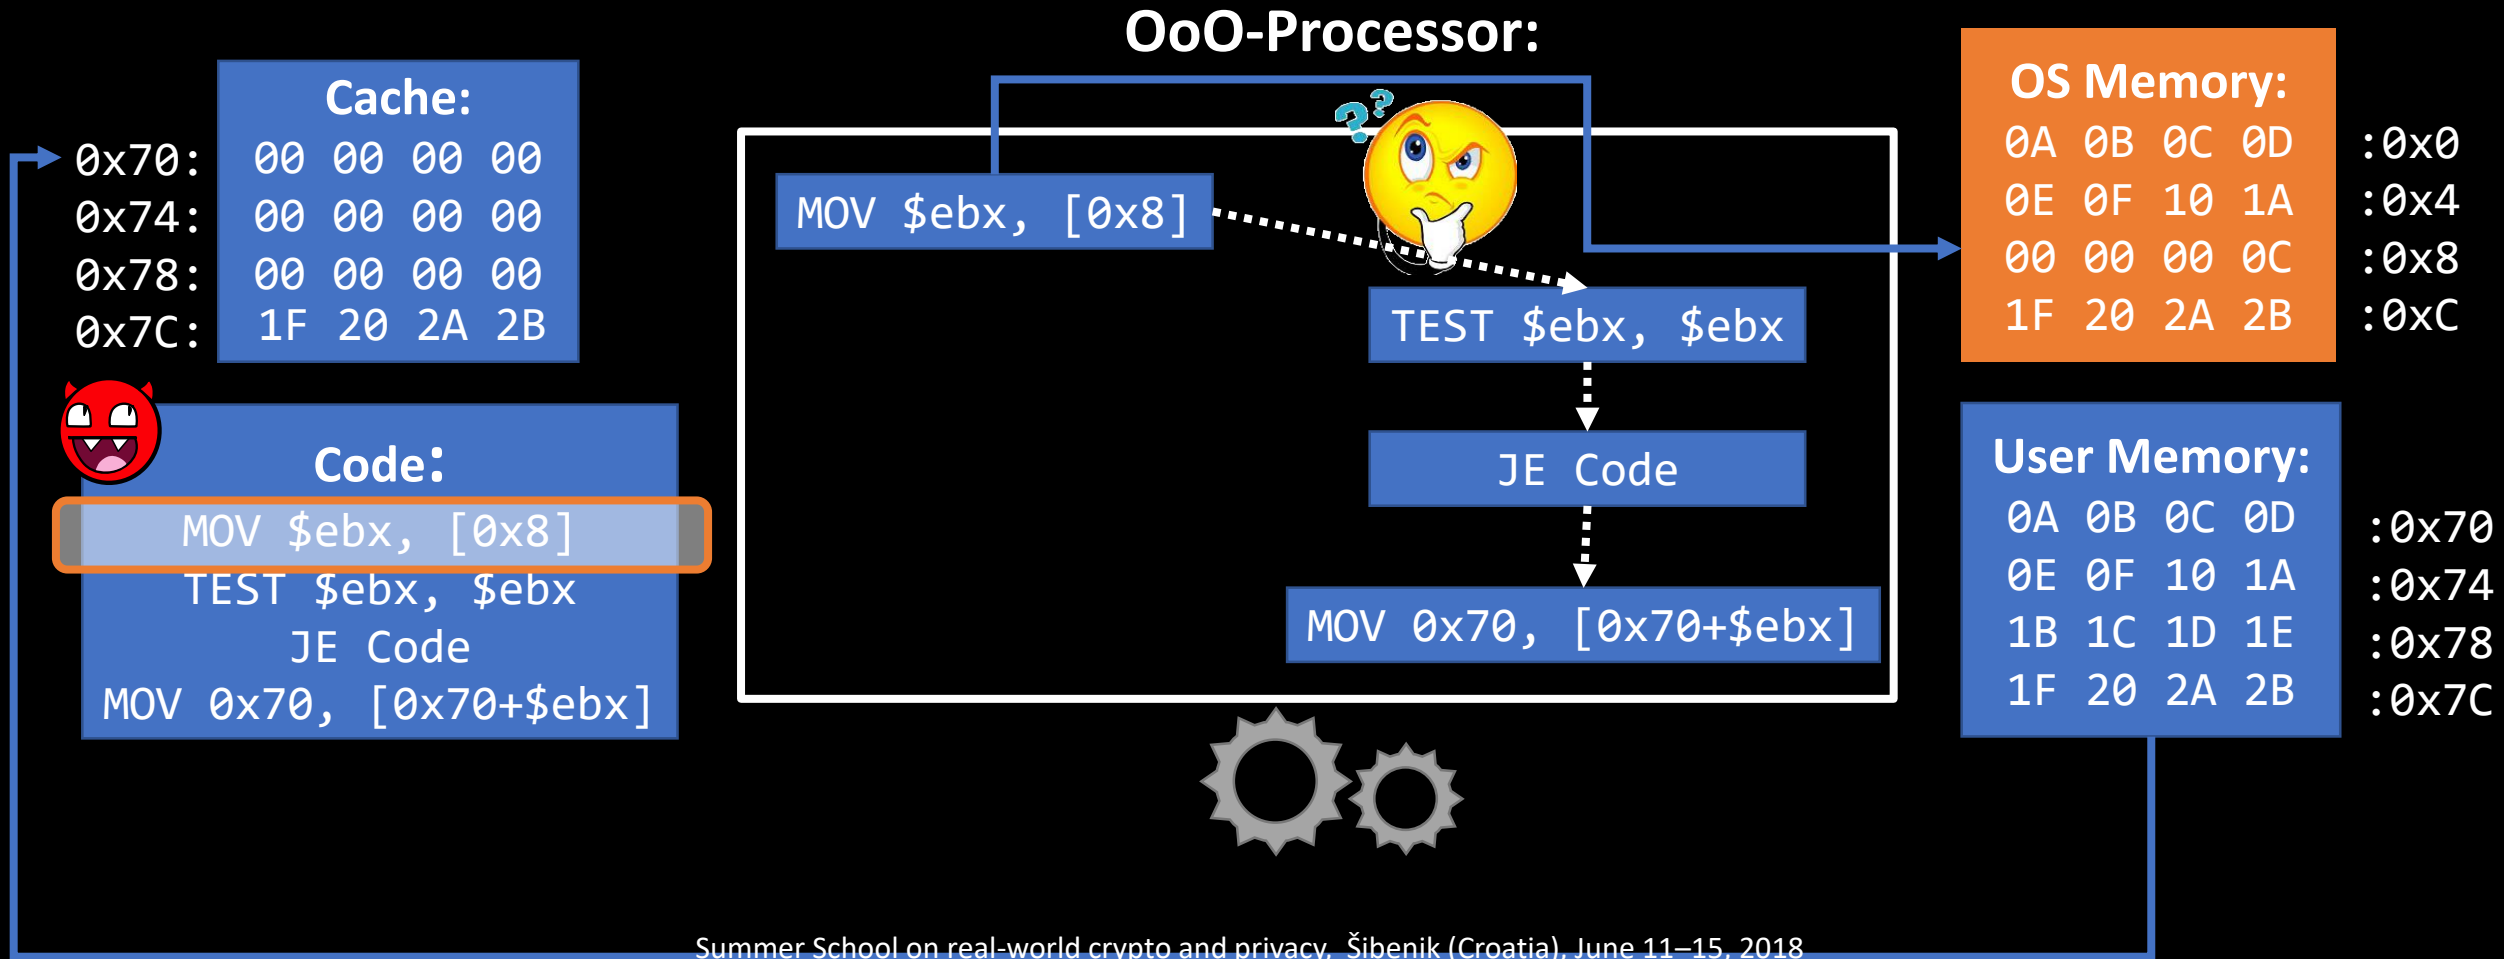 OoO-Processor:
Cache:
0x70: 00 00 00 00
0x74: 00 00 00 00
0x78: 00 00 00 00
0x7C: 1F 20 2A 2B
Code:
MOV $ebx, [0x8]
TEST $ebx, $ebx
JE Code
MOV 0x70, [0x70+$ebx]
??
MOV $ebx, [0x8]
TEST $ebx, $ebx
JE Code
MOV 0x70, [0x70+$ebx]
OS Memory:
0A 0B 0C 0D :0x0
0E 0F 10 1A :0x4
00 00 00 0C :0x8
1F 20 2A 2B :0xC
User Memory:
0A 0B 0C 0D :0x70
0E 0F 10 1A :0x74
1B 1C 1D 1E :0x78
1F 20 2A 2B :0x7C
Summer School on real-world crypto and privacy, Šibenik (Croatia), June 11–15, 2018